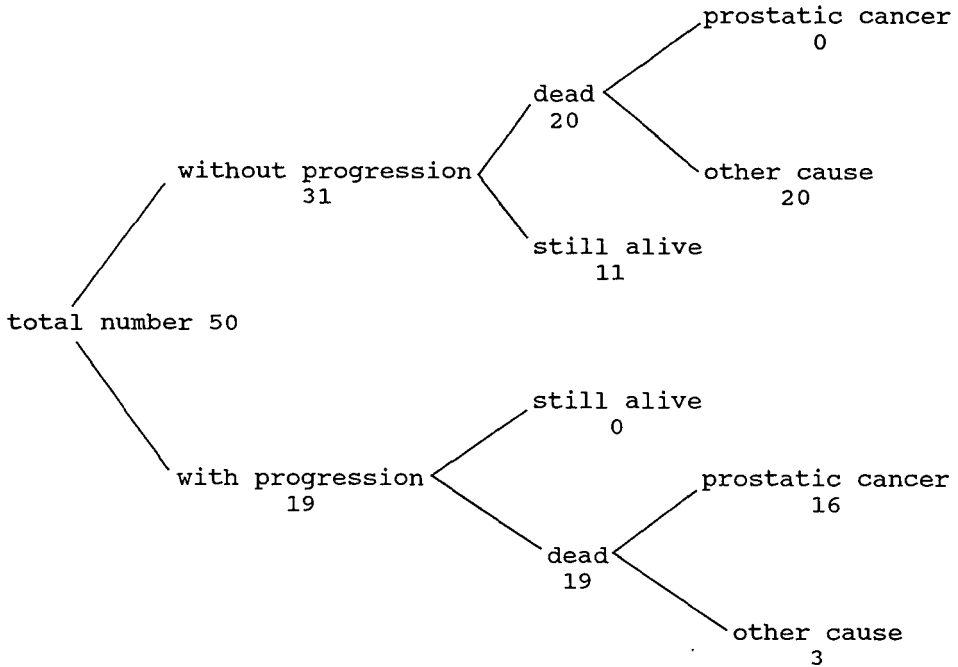 prostatic cancer
0
dead
20
without progression
31
other cause
20
still alive
11
total number 50
still alive
0
with progression
19
prostatic cancer
16
dead
19
other cause
3